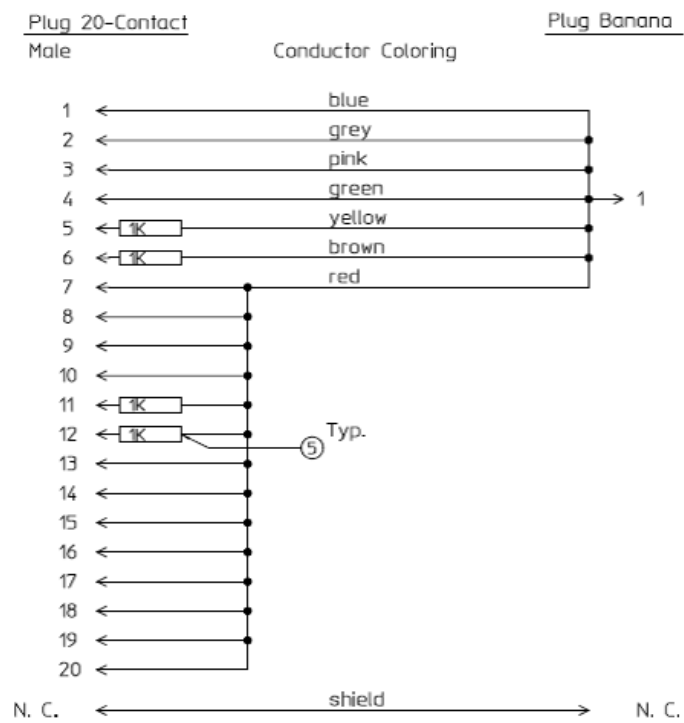 Plug 20-Contact Plug Banana
Male Conductor Coloring
1 blue
2 grey
3 pink
4 green 1
5 1K yellow
6 1K brown
7 red
8
9
10
11 1K
12 1K 5 Typ.
13
14
15
16
17
18
19
20
N. C. shield N. C.